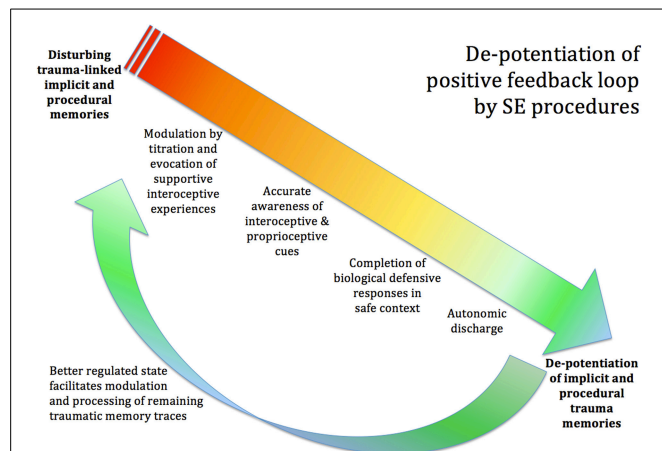 De-potentiation of
positive feedback loop
by SE procedures
Disturbing
trauma-linked
implicit and
procedural
memories
Modulation by
titration and
evocation of
supportive
interoceptive
experiences
Accurate
awareness of
interoceptive &
proprioceptive
cues
Completion of
biological defensive
responses in
safe context
Autonomic
discharge
De-potentiation
of implicit and
procedural
trauma
memories
Better regulated state
facilitates modulation
and processing of remaining
traumatic memory traces